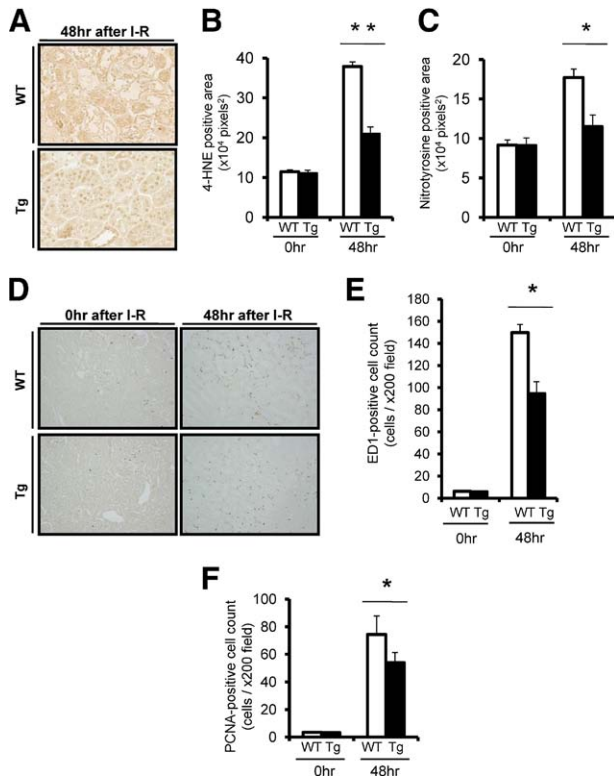 A
48hr after I-R
WT
Tg
B
4-HNE positive area
(x10⁴ pixels²)
40
30
20
10
0
* *
WT Tg WT Tg
0hr 48hr
C
Nitrotyrosine positive area
(x10⁴ pixels²)
20
15
10
5
0
*
WT Tg WT Tg
0hr 48hr
D
0hr after I-R 48hr after I-R
WT
Tg
E
ED1-positive cell count
(cells / x200 field)
180
160
140
120
100
80
60
40
20
0
*
WT Tg WT Tg
0hr 48hr
F
PCNA-positive cell count
(cells / x200 field)
100
80
60
40
20
0
*
WT Tg WT Tg
0hr 48hr